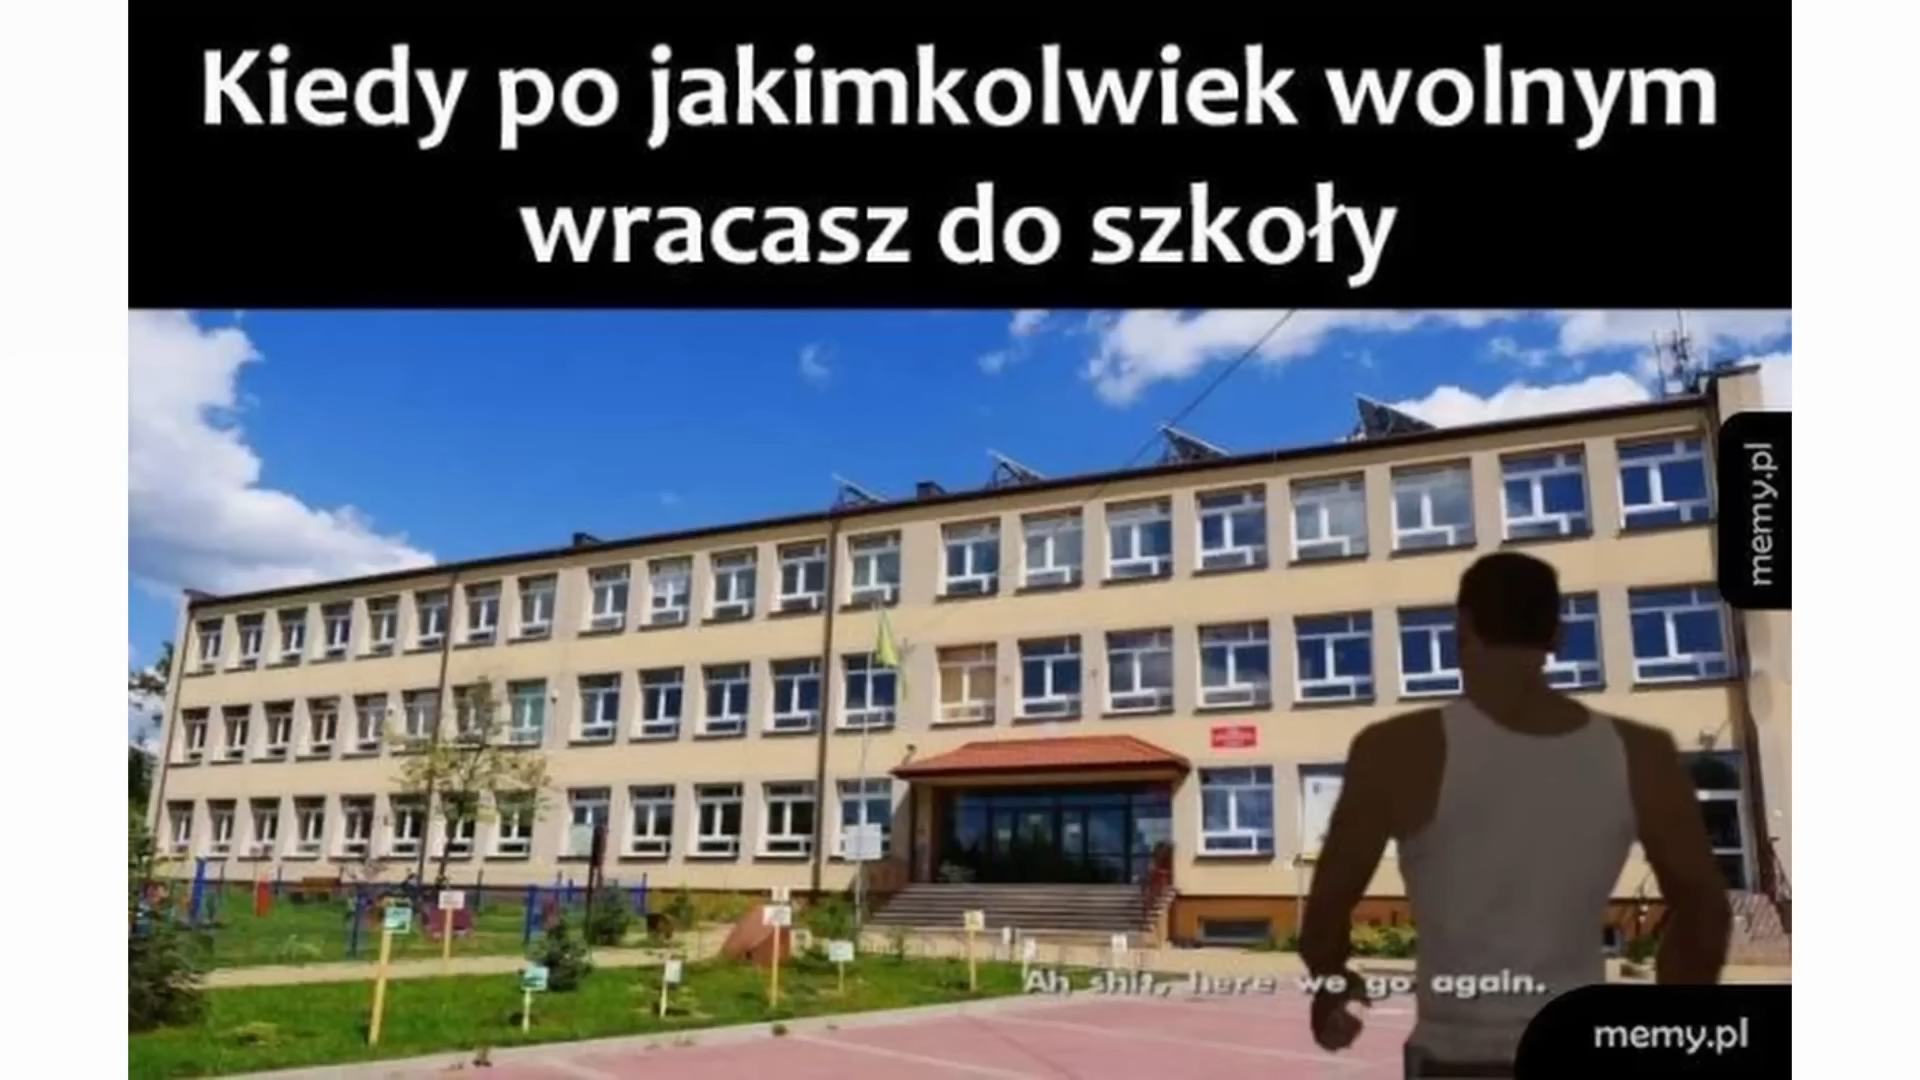 Kiedy po jakimkolwiek wolnym
wracasz do szkoły
memy.pl
Ah shit, here we go again.
memy.pl